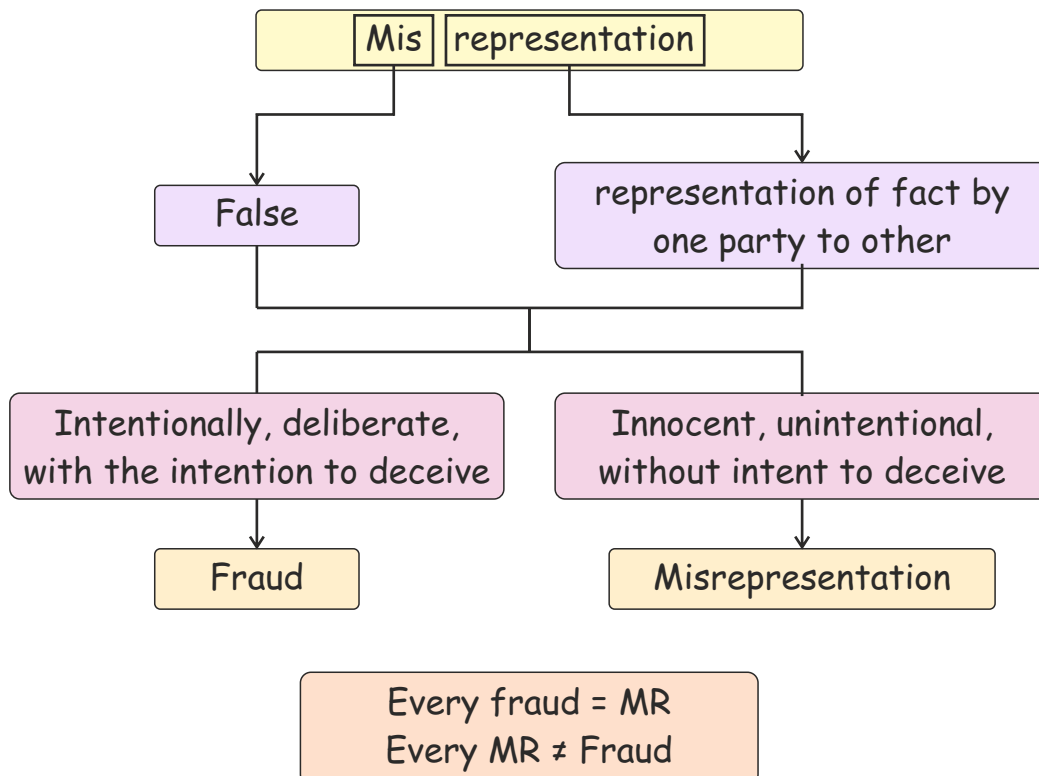 Mis representation
False
representation of fact by
one party to other
Intentionally, deliberate,
with the intention to deceive
Innocent, unintentional,
without intent to deceive
Fraud
Misrepresentation
Every fraud = MR
Every MR ≠ Fraud